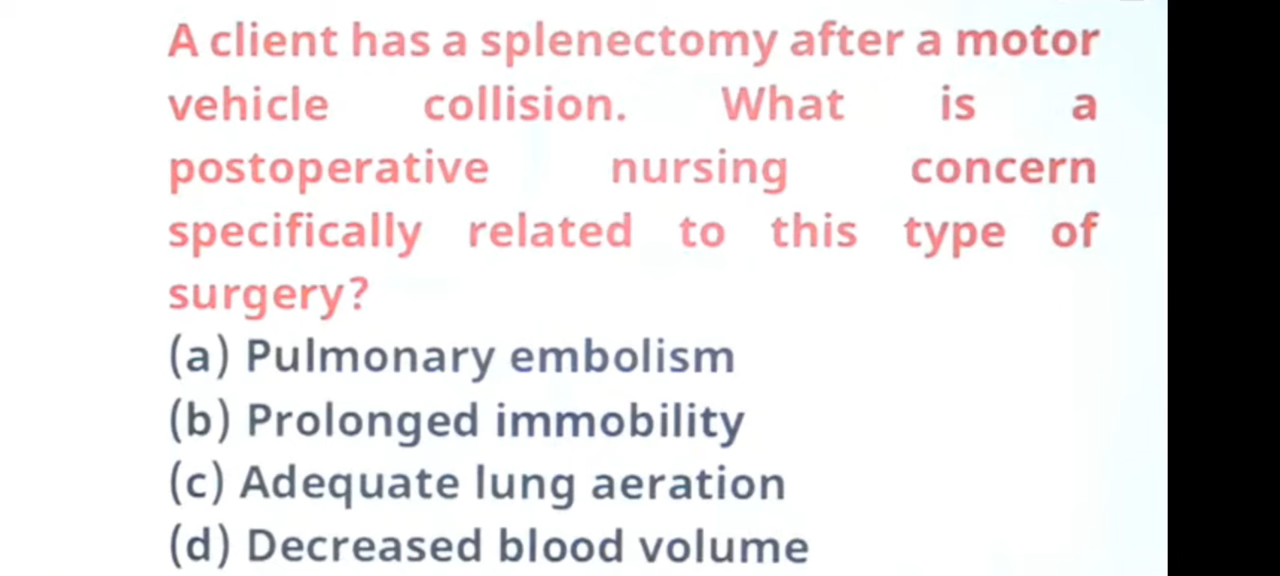 A client has a splenectomy after a motor
vehicle collision. What is a
postoperative nursing concern
specifically related to this type of
surgery?
(a) Pulmonary embolism
(b) Prolonged immobility
(c) Adequate lung aeration
(d) Decreased blood volume